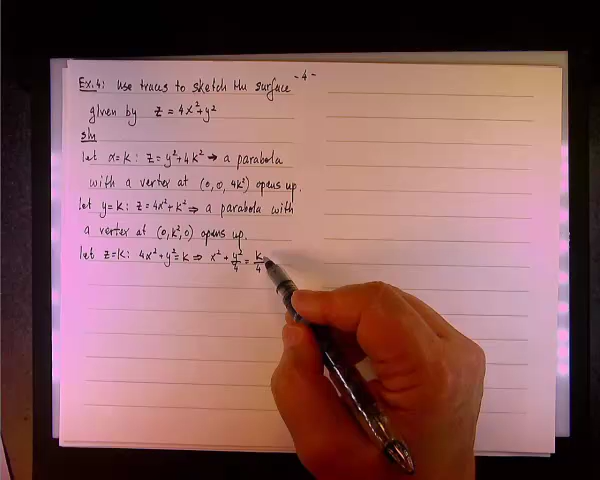 Ex.4: use traces to sketch the surface -4-
given by z = 4x²+y²
sln
let x=k: z=y²+4k² → a parabola
with a vertex at (0, 0, 4k²) opens up.
let y=k: z=4x²+k² ⇒ a parabola with
a vertex at (0,k²,0) opens up.
let z=k: 4x²+y²=k ⇒ x²+y²/4=k/4